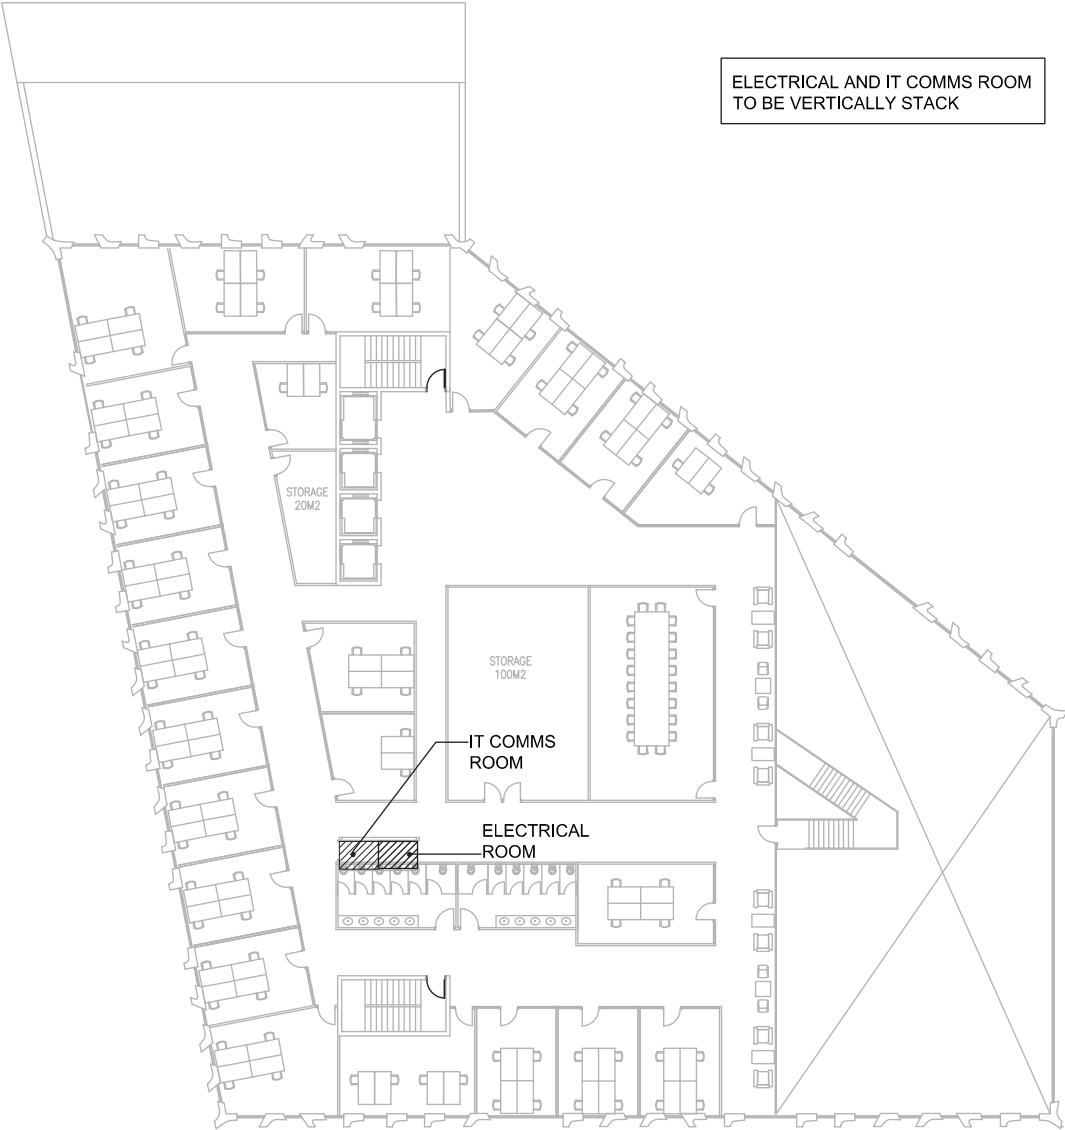 ELECTRICAL AND IT COMMS ROOM
TO BE VERTICALLY STACK
STORAGE
20M2
STORAGE
100M2
IT COMMS
ROOM
ELECTRICAL
ROOM